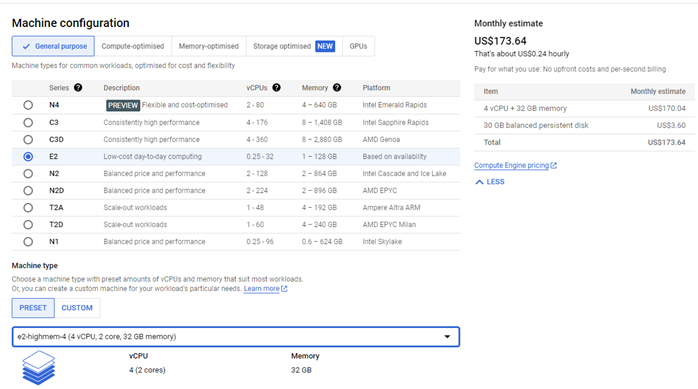 Machine configuration
General purpose
Compute-optimised
Memory-optimised
Storage optimised NEW
GPUs
Machine types for common workloads, optimised for cost and flexibility
Series ? Description vCPUs ? Memory ? Platform
N4 PREVIEW Flexible and cost-optimised 2 - 80 4 – 640 GB Intel Emerald Rapids
C3 Consistently high performance 4 - 176 8 – 1,408 GB Intel Sapphire Rapids
C3D Consistently high performance 4 - 360 8 – 2,880 GB AMD Genoa
E2 Low-cost day-to-day computing 0.25 - 32 1 – 128 GB Based on availability
N2 Balanced price and performance 2 - 128 2 – 864 GB Intel Cascade and Ice Lake
N2D Balanced price and performance 2 - 224 2 – 896 GB AMD EPYC
T2A Scale-out workloads 1 - 48 4 – 192 GB Ampere Altra ARM
T2D Scale-out workloads 1 - 60 4 – 240 GB AMD EPYC Milan
N1 Balanced price and performance 0.25 - 96 0.6 – 624 GB Intel Skylake
Machine type
Choose a machine type with preset amounts of vCPUs and memory that suit most workloads.
Or, you can create a custom machine for your workload's particular needs. Learn more
PRESET
CUSTOM
e2-highmem-4 (4 vCPU, 2 core, 32 GB memory)
vCPU Memory
4 (2 cores) 32 GB
Monthly estimate
US$173.64
That's about US$0.24 hourly
Pay for what you use: No upfront costs and per-second billing
Item Monthly estimate
4 vCPU + 32 GB memory US$170.04
30 GB balanced persistent disk US$3.60
Total US$173.64
Compute Engine pricing
LESS